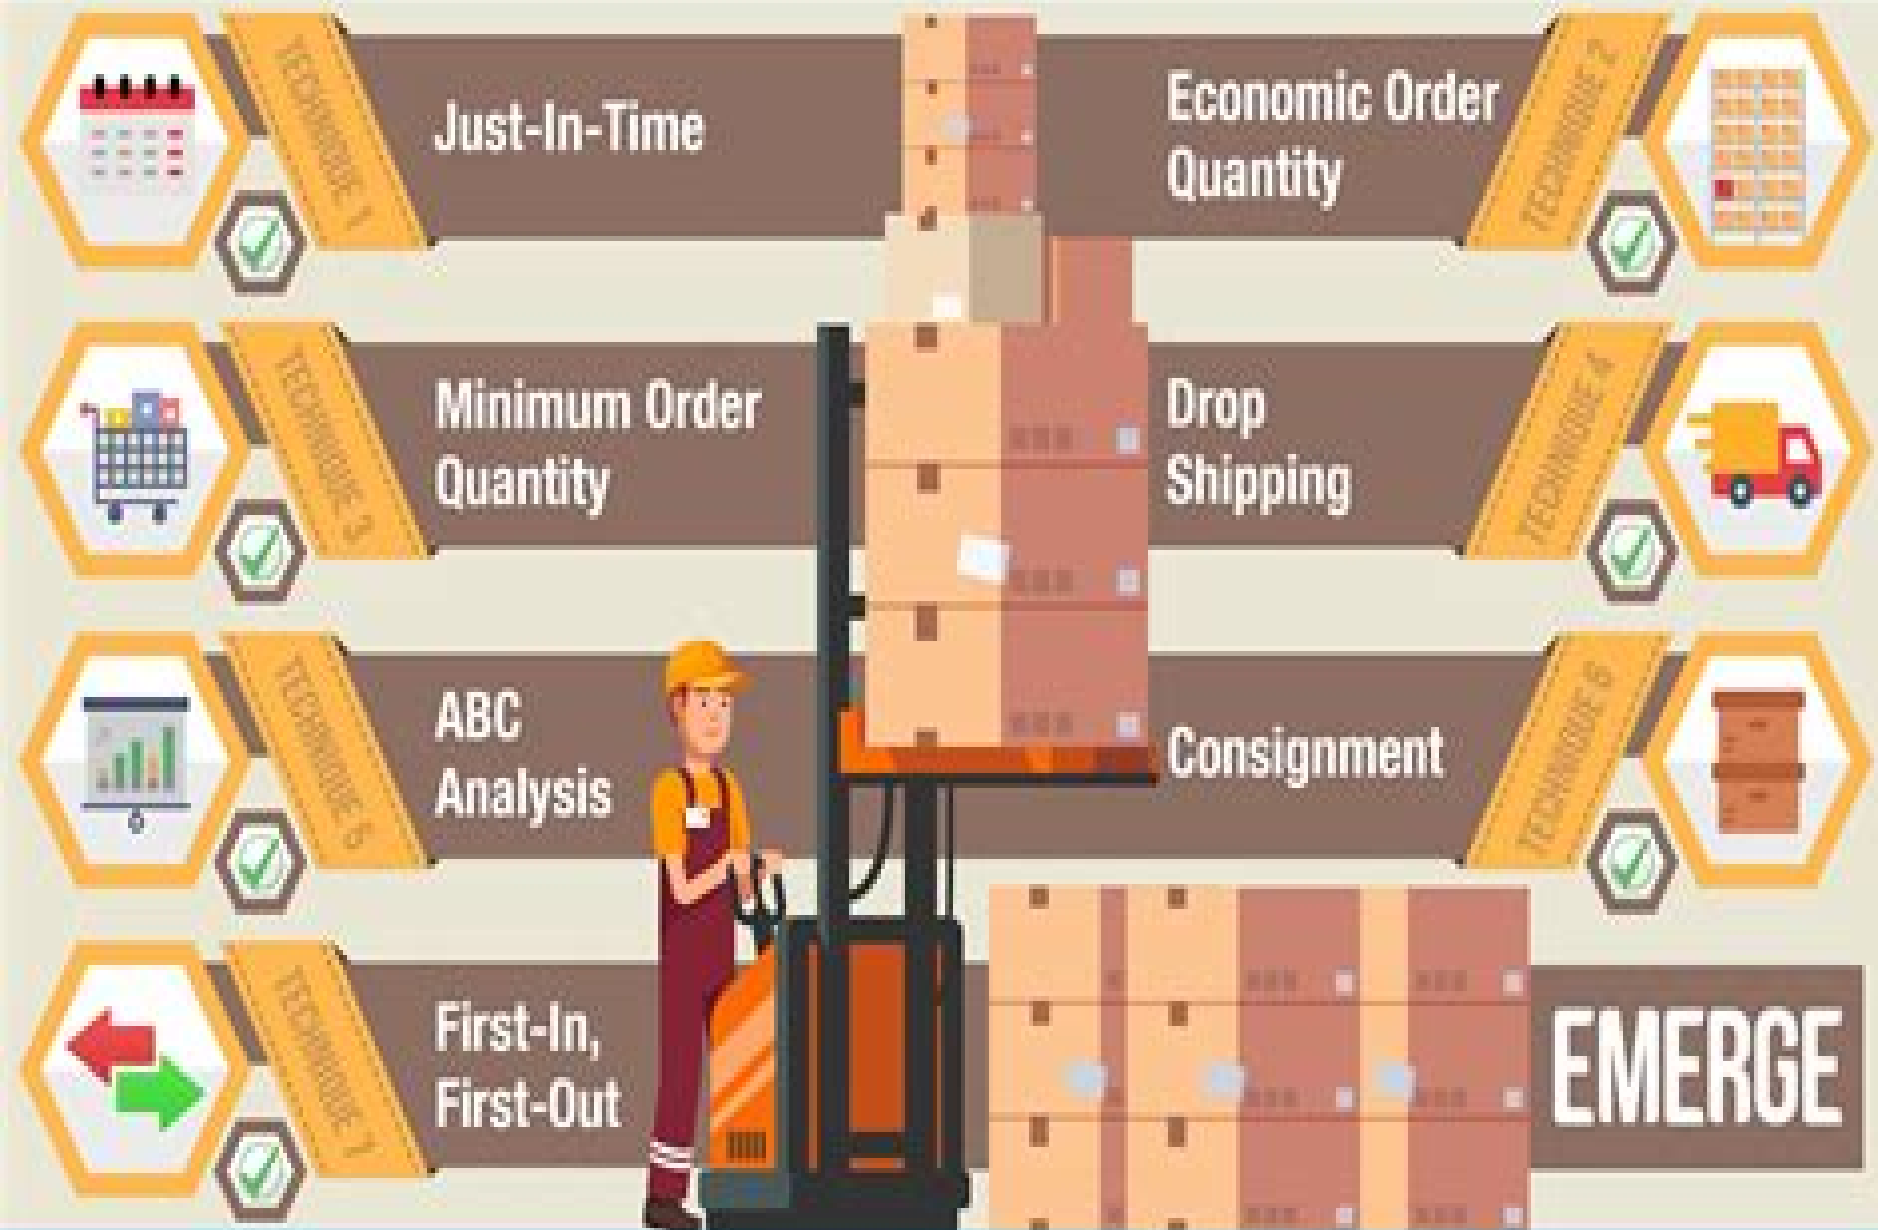 TECHNIQUE 1
Just-In-Time
Economic Order
Quantity
TECHNIQUE 2
TECHNIQUE 3
Minimum Order
Quantity
Drop
Shipping
TECHNIQUE 4
TECHNIQUE 5
ABC
Analysis
Consignment
TECHNIQUE 6
TECHNIQUE 7
First-In,
First-Out
EMERGE